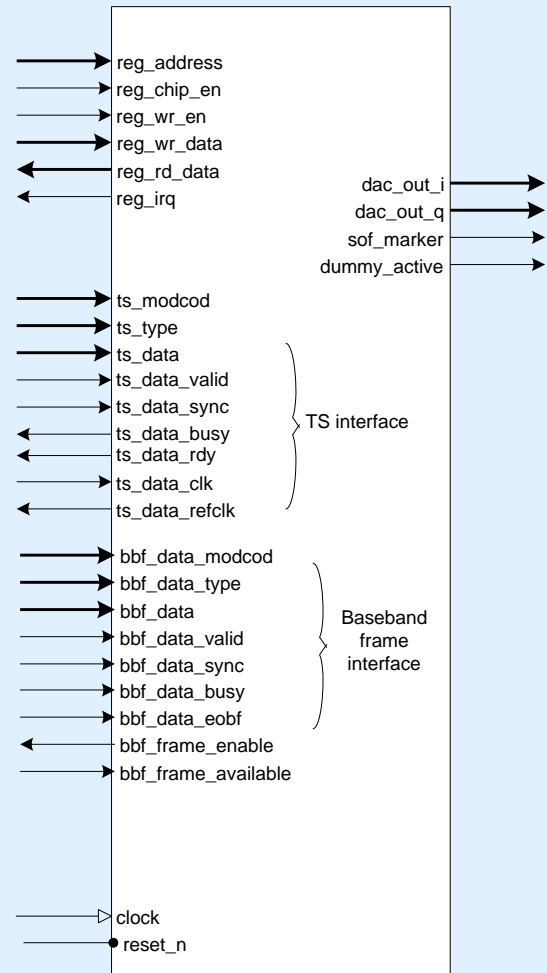 reg_address
reg_chip_en
reg_wr_en
reg_wr_data
reg_rd_data
reg_irq
dac_out_i
dac_out_q
sof_marker
dummy_active
ts_modcod
ts_type
ts_data
ts_data_valid
ts_data_sync
ts_data_busy
ts_data_rdy
ts_data_clk
ts_data_refclk
TS interface
bbf_data_modcod
bbf_data_type
bbf_data
bbf_data_valid
bbf_data_sync
bbf_data_busy
bbf_data_eobf
bbf_frame_enable
bbf_frame_available
Baseband
frame
interface
clock
reset_n